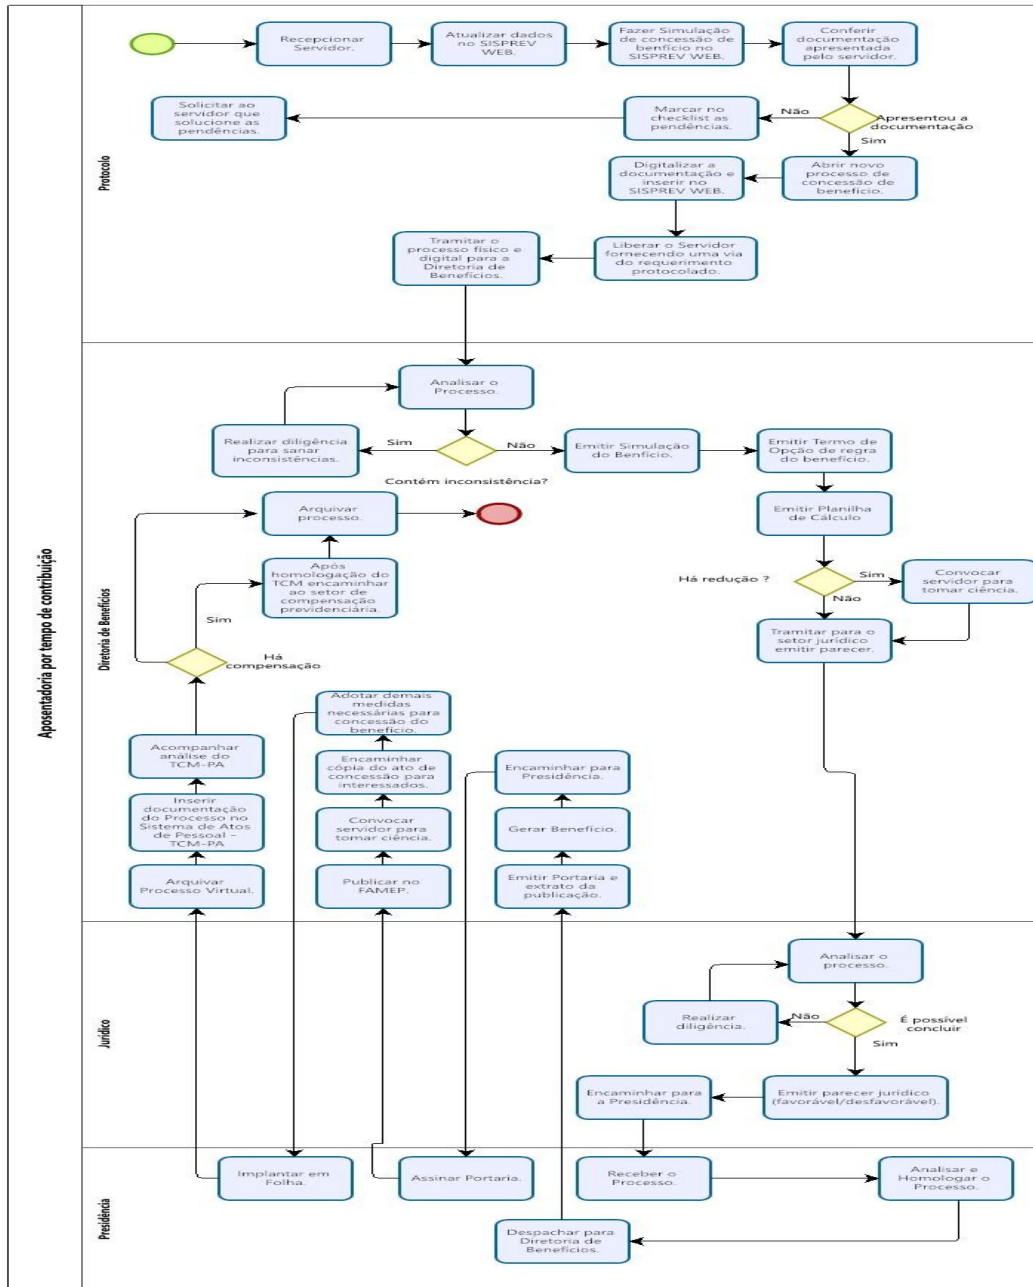 Aposentadoria por tempo de contribuição
Protocolo
Recepcionar
Servidor.
Atualizar dados
no SISPREV
WEB.
Fazer Simulação
de concessão de
benfício no
SISPREV WEB.
Conferir
documentação
apresentada
pelo servidor.
Solicitar ao
servidor que
solucione as
pendências.
Marcar no
checklist as
pendências.
Não
Apresentou a
documentação
Sim
Digitalizar a
documentação e
inserir no
SISPREV WEB.
Abrir novo
processo de
concessão de
benefício.
Tramitar o
processo físico e
digital para a
Diretoria de
Benefícios.
Liberar o Servidor
fornecendo uma via
do requerimento
protocolado.
Diretoria de Benefícios
Analisar o
Processo.
Realizar diligência
para sanar
inconsistências.
Sim
Não
Contém inconsistência?
Emitir Simulação
do Benfício.
Emitir Termo de
Opção de regra
do benefício.
Arquivar
processo.
Emitir Planilha
de Cálculo
Após
homologação do
TCM encaminhar
ao setor de
compensação
previdenciária.
Há redução ?
Sim
Não
Convocar
servidor para
tomar ciência.
Sim
Há
compensação
Tramitar para o
setor jurídico
emitir parecer.
Adotar demais
medidas
necessárias para
concessão do
benefício.
Acompanhar
análise do
TCM-PA
Encaminhar
cópia do ato de
concessão para
interessados.
Encaminhar para
Presidência.
Inserir
documentação
do Processo no
Sistema de Atos
de Pessoal -
TCM-PA
Convocar
servidor para
tomar ciência.
Gerar Benefício.
Arquivar
Processo Virtual.
Publicar no
FAMEP.
Emitir Portaria e
extrato da
publicação.
Jurídico
Analisar o
processo.
Realizar
diligência.
Não
É possível
concluir
Sim
Encaminhar para
a Presidência.
Emitir parecer jurídico
(favorável/desfavorável).
Presidência
Implantar em
Folha.
Assinar Portaria.
Receber o
Processo.
Analisar e
Homologar o
Processo.
Despachar para
Diretoria de
Benefícios.